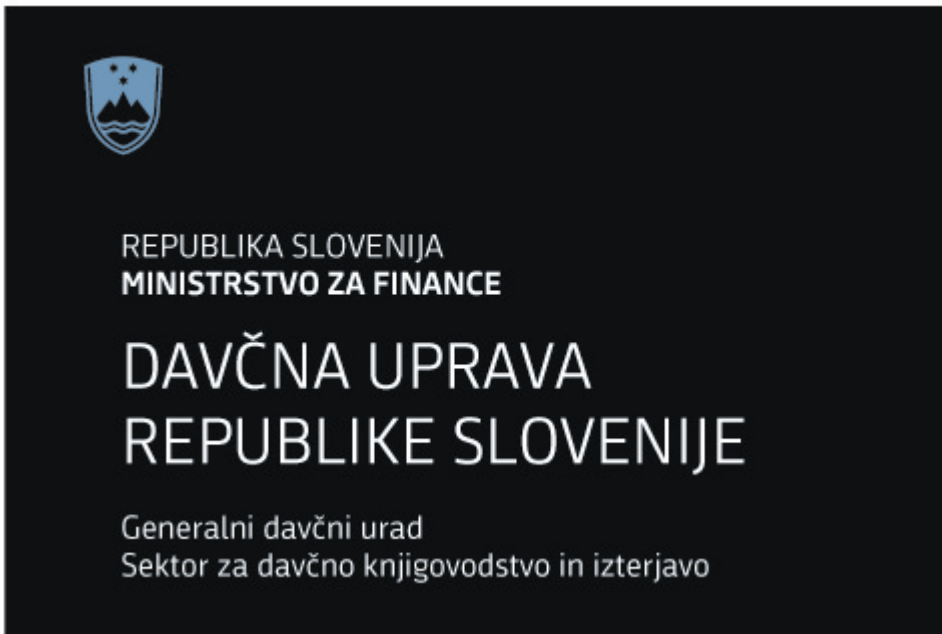 REPUBLIKA SLOVENIJA
MINISTRSTVO ZA FINANCE
DAVČNA UPRAVA
REPUBLIKE SLOVENIJE
Generalni davčni urad
Sektor za davčno knjigovodstvo in izterjavo